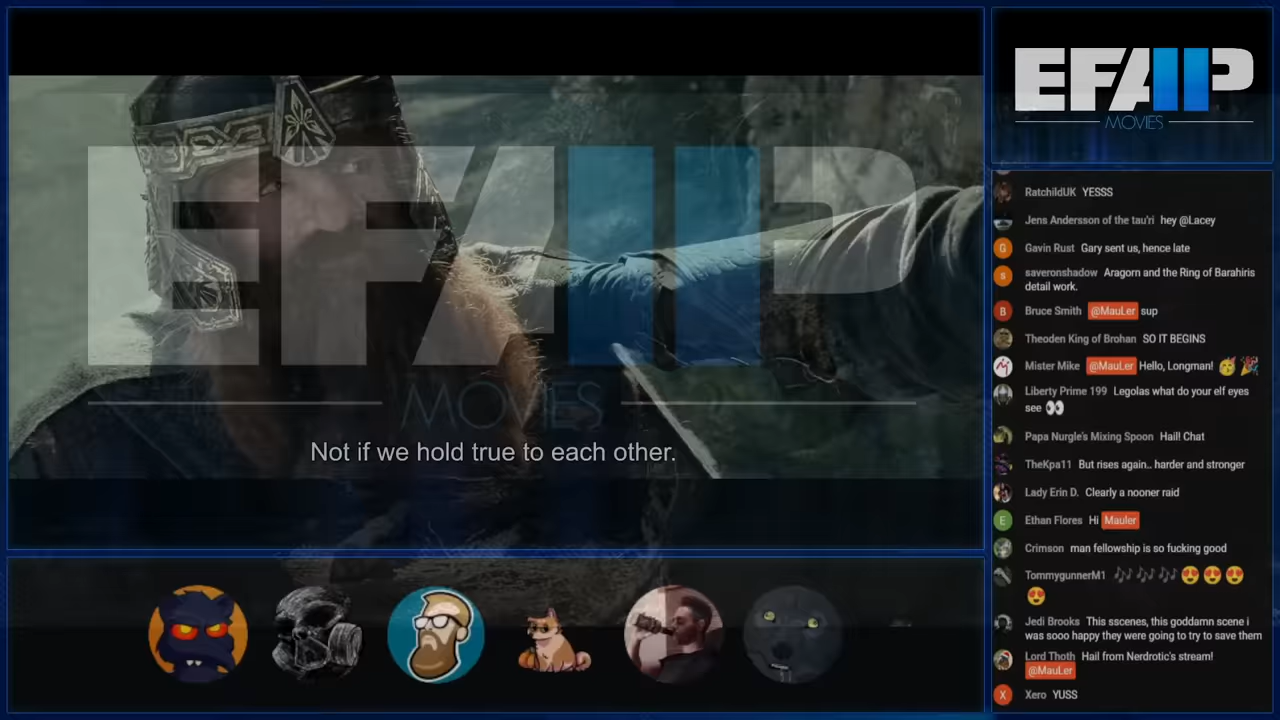 EFAP
MOVIES
Not if we hold true to each other.
EFAP
MOVIES
RatchildUK YESSS
Jens Andersson of the tau'ri hey @Lacey
Gavin Rust Gary sent us, hence late
saveronshadow Aragorn and the Ring of Barahiris
detail work.
Bruce Smith @MauLer sup
Theoden King of Brohan SO IT BEGINS
Mister Mike @MauLer Hello, Longman! 🥳 🎉
Liberty Prime 199 Legolas what do your elf eyes
see 👀
Papa Nurgle's Mixing Spoon Hail! Chat
TheKpa11 But rises again.. harder and stronger
Lady Erin D. Clearly a nooner raid
Ethan Flores Hi Mauler
Crimson man fellowship is so fucking good
TommygunnerM1 🎶 🎶 🎶 😍 😍 😍
😍
Jedi Brooks This sscenes, this goddamn scene i
was sooo happy they were going to try to save them
Lord Thoth Hail from Nerdrotic's stream!
@MauLer
Xero YUSS
G
s
B
E
X